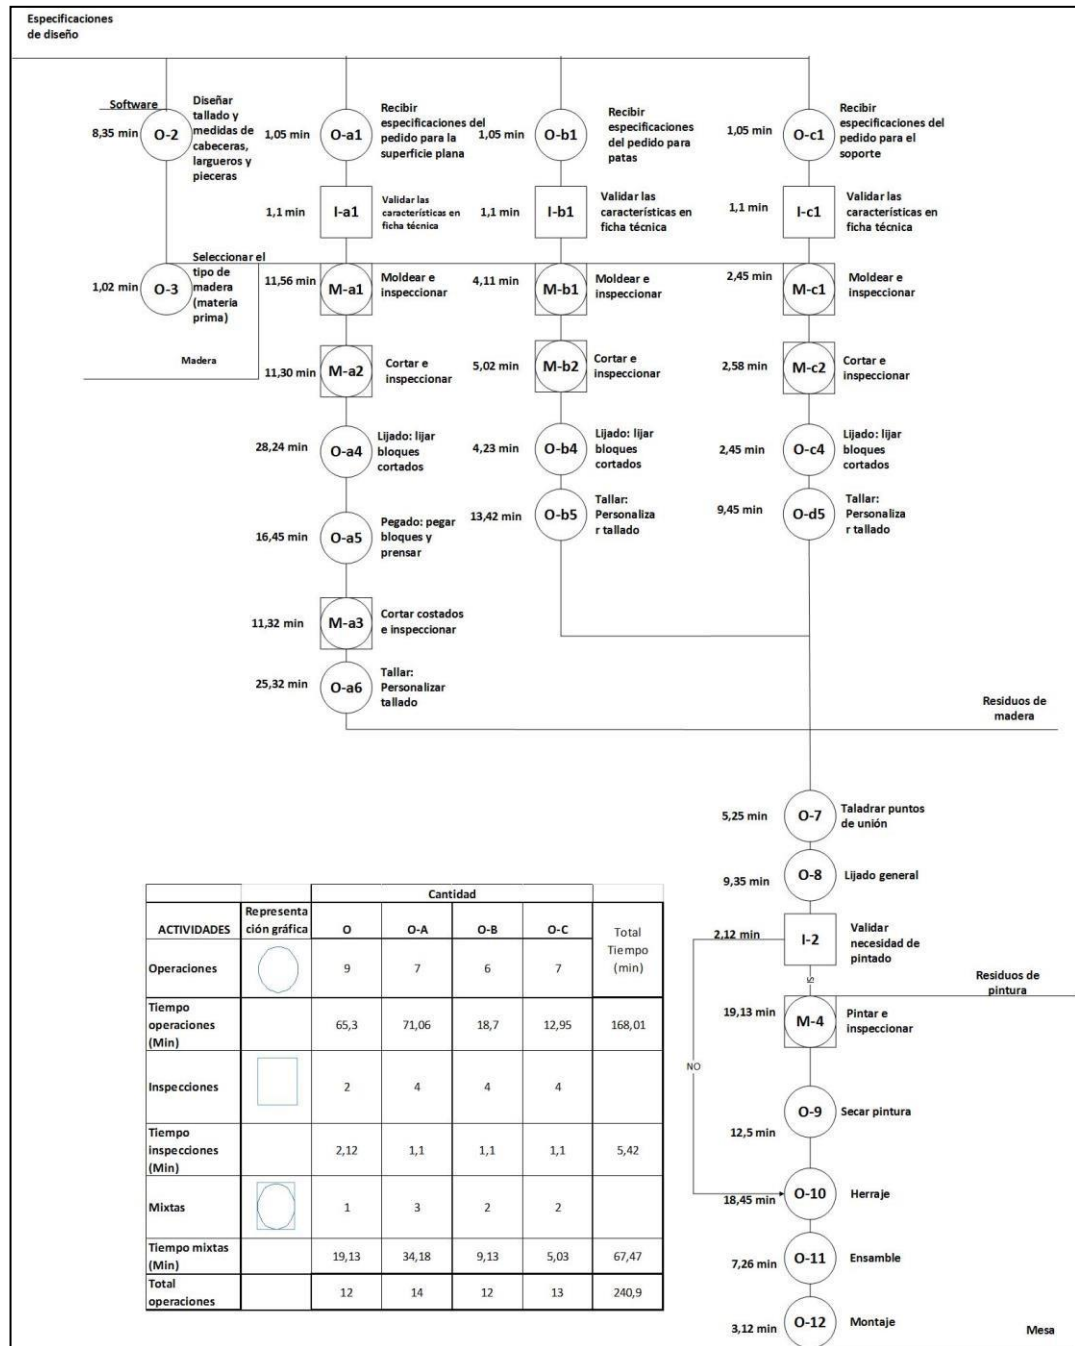 Especificaciones
de diseño
Software
8,35 min
O-2
Diseñar
tallado y
medidas de
cabeceras,
largueros y
pieceras
1,05 min
O-a1
Recibir
especificaciones del
pedido para la
superficie plana
1,05 min
O-b1
Recibir
especificaciones
del pedido para
patas
1,05 min
O-c1
Recibir
especificaciones del
pedido para el
soporte
1,1 min
I-a1
Validar las
características en
ficha técnica
1,1 min
I-b1
Validar las
características en
ficha técnica
1,1 min
I-c1
Validar las
características en
ficha técnica
1,02 min
O-3
Seleccionar el
tipo de
madera
(materia
prima)
Madera
11,56 min
M-a1
Moldear e
inspeccionar
4,11 min
M-b1
Moldear e
inspeccionar
2,45 min
M-c1
Moldear e
inspeccionar
11,30 min
M-a2
Cortar e
inspeccionar
5,02 min
M-b2
Cortar e
inspeccionar
2,58 min
M-c2
Cortar e
inspeccionar
28,24 min
O-a4
Lijado: lijar
bloques
cortados
4,23 min
O-b4
Lijado: lijar
bloques
cortados
2,45 min
O-c4
Lijado: lijar
bloques
cortados
16,45 min
O-a5
Pegado: pegar
bloques y
prensar
13,42 min
O-b5
Tallar:
Personaliza
r tallado
9,45 min
O-d5
Tallar:
Personaliza
r tallado
11,32 min
M-a3
Cortar costados
e inspeccionar
25,32 min
O-a6
Tallar:
Personalizar
tallado
Residuos de
madera
5,25 min
O-7
Taladrar puntos
de unión
9,35 min
O-8
Lijado general
2,12 min
I-2
Validar
necesidad de
pintado
SI
Residuos de
pintura
19,13 min
M-4
Pintar e
inspeccionar
NO
12,5 min
O-9
Secar pintura
18,45 min
O-10
Herraje
7,26 min
O-11
Ensamble
3,12 min
O-12
Montaje
Mesa
Cantidad
ACTIVIDADES
Representa
ción gráfica
O
O-A
O-B
O-C
Total
Tiempo
(min)
Operaciones
9
7
6
7
Tiempo
operaciones
(Min)
65,3
71,06
18,7
12,95
168,01
Inspecciones
2
4
4
4
Tiempo
inspecciones
(Min)
2,12
1,1
1,1
1,1
5,42
Mixtas
1
3
2
2
Tiempo mixtas
(Min)
19,13
34,18
9,13
5,03
67,47
Total
operaciones
12
14
12
13
240,9